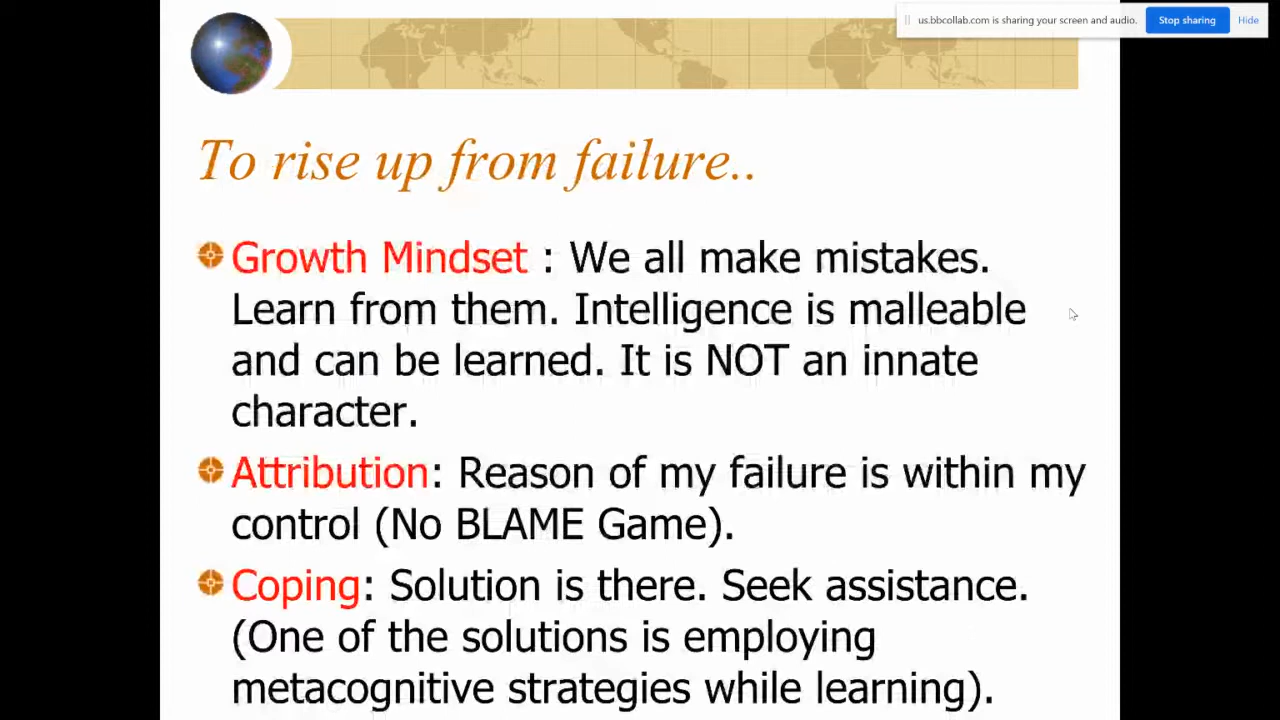 us.bbcollab.com is sharing your screen and audio.
Stop sharing
Hide
To rise up from failure..
Growth Mindset : We all make mistakes.
Learn from them. Intelligence is malleable
and can be learned. It is NOT an innate
character.
Attribution: Reason of my failure is within my
control (No BLAME Game).
Coping: Solution is there. Seek assistance.
(One of the solutions is employing
metacognitive strategies while learning).